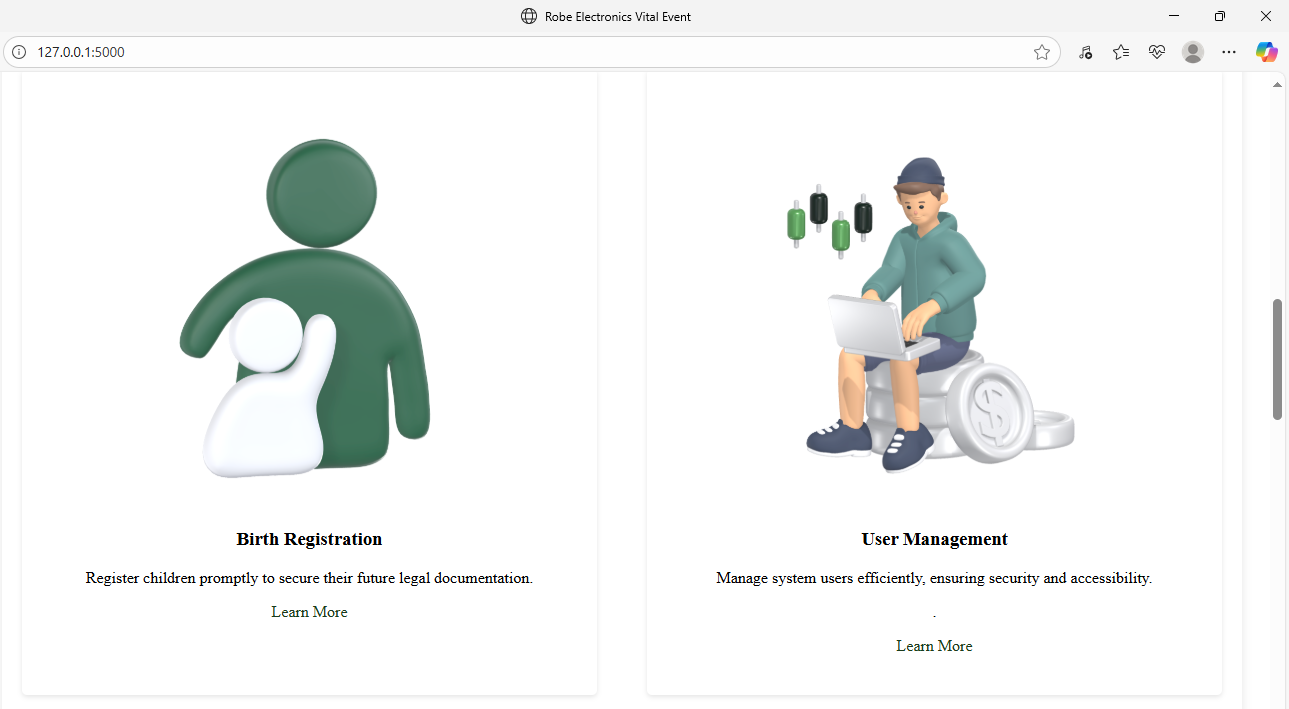 Robe Electronics Vital Event
127.0.0.1:5000
Birth Registration
Register children promptly to secure their future legal documentation.
Learn More
User Management
Manage system users efficiently, ensuring security and accessibility.
.
Learn More